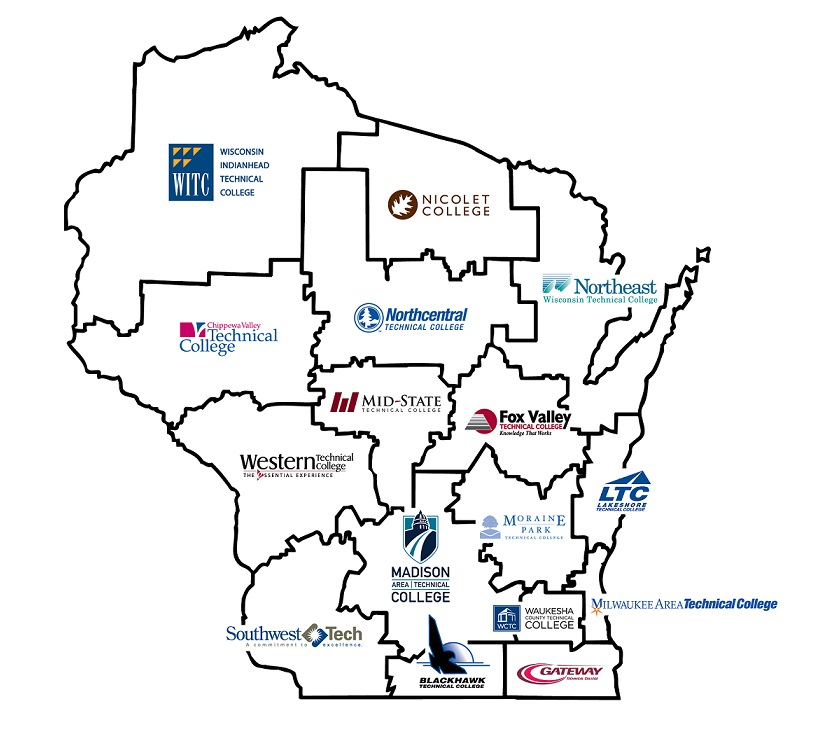 WITC
WISCONSIN
INDIANHEAD
TECHNICAL
COLLEGE
NICOLET
COLLEGE
Northeast
Wisconsin Technical College
Northcentral
TECHNICAL COLLEGE
Chippewa Valley
Technical
College
MID-STATE
TECHNICAL COLLEGE
Fox Valley
TECHNICAL COLLEGE
Knowledge That Works
Western Technical
College
THE ESSENTIAL EXPERIENCE
LTC
LAKESHORE
TECHNICAL COLLEGE
MORAINE
PARK
TECHNICAL COLLEGE
MADISON
AREA | TECHNICAL
COLLEGE
WCTC
WAUKESHA
COUNTY TECHNICAL
COLLEGE
MILWAUKEE AREA Technical College
Southwest Tech
A commitment to excellence.
BLACKHAWK
TECHNICAL COLLEGE
GATEWAY
Technical College